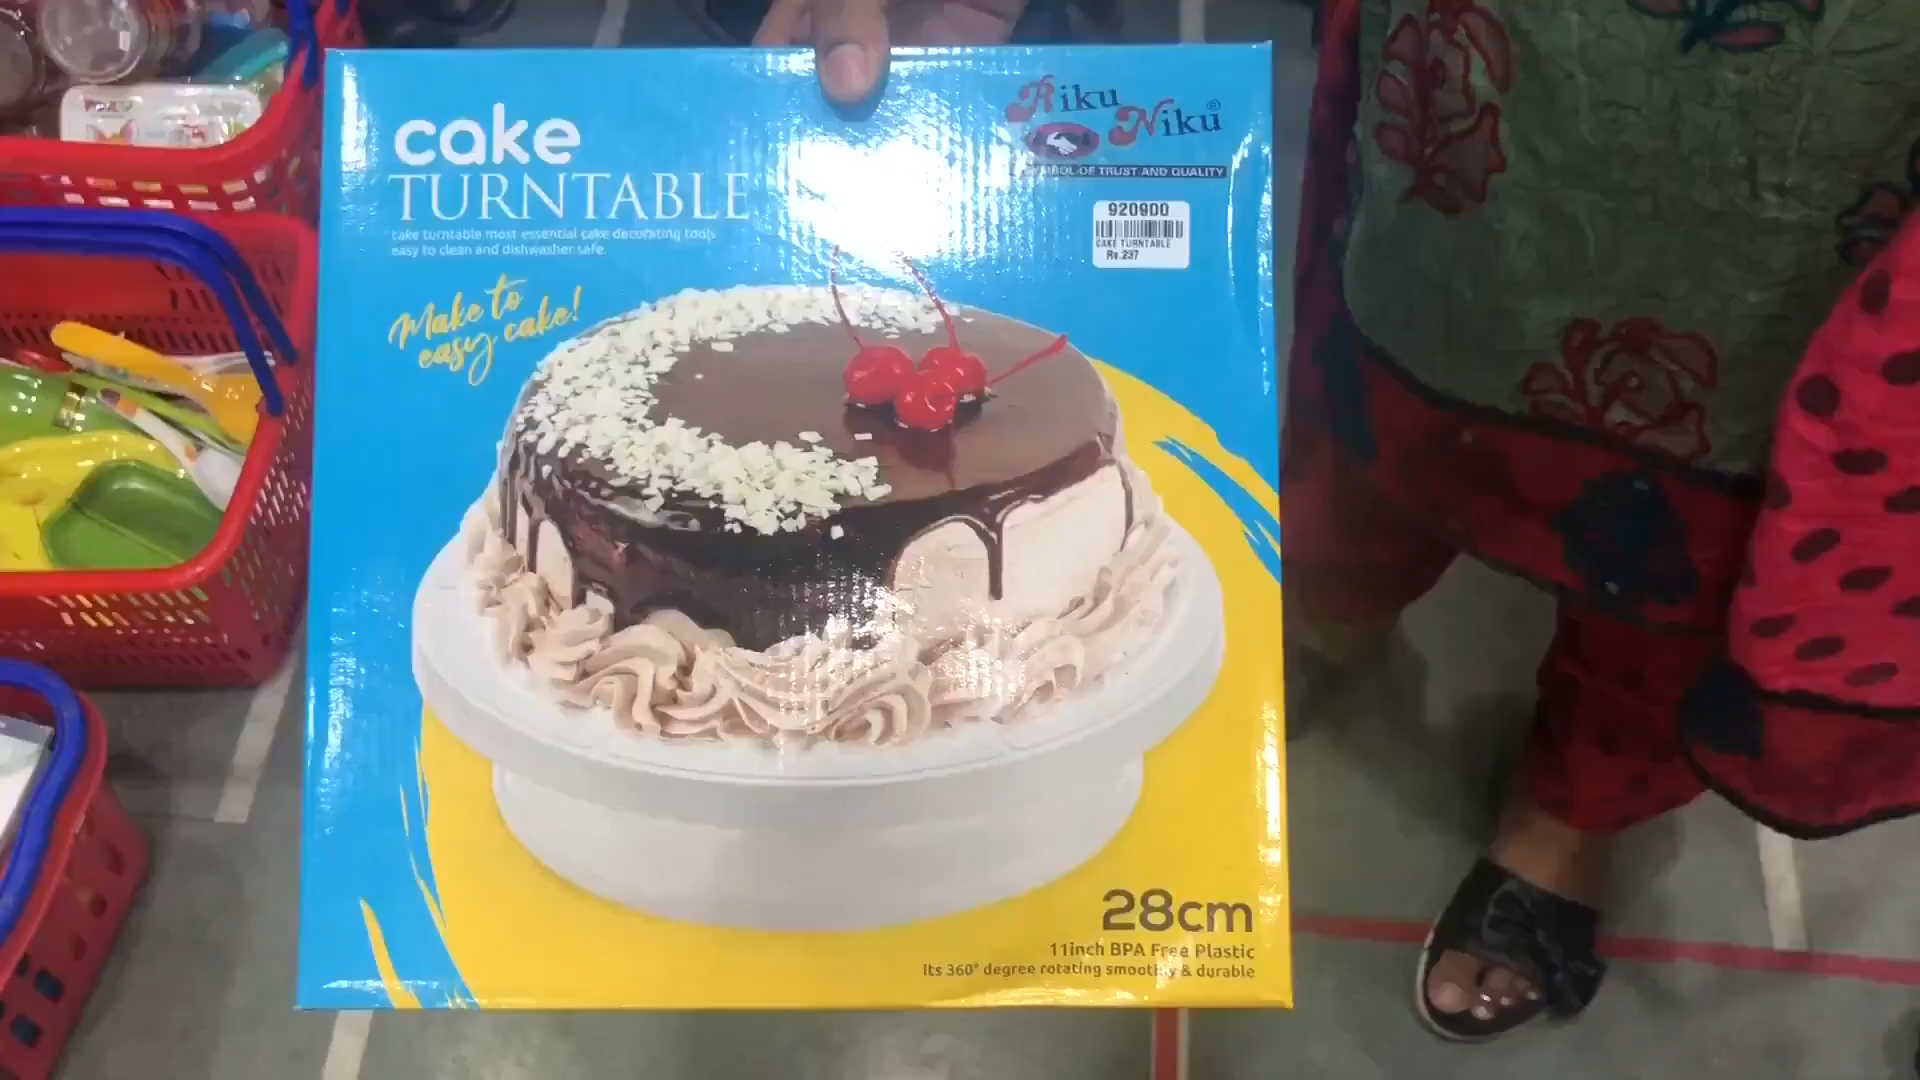 cake
TURNTABLE
cake turntable most essential cake decorating tools
easy to clean and dishwasher safe.
Make to
easy cake!
Riku
Niku®
SYMBOL OF TRUST AND QUALITY
920900
CAKE TURNTABLE
Rs.237
28cm
11inch BPA Free Plastic
Its 360° degree rotating smoothly & durable